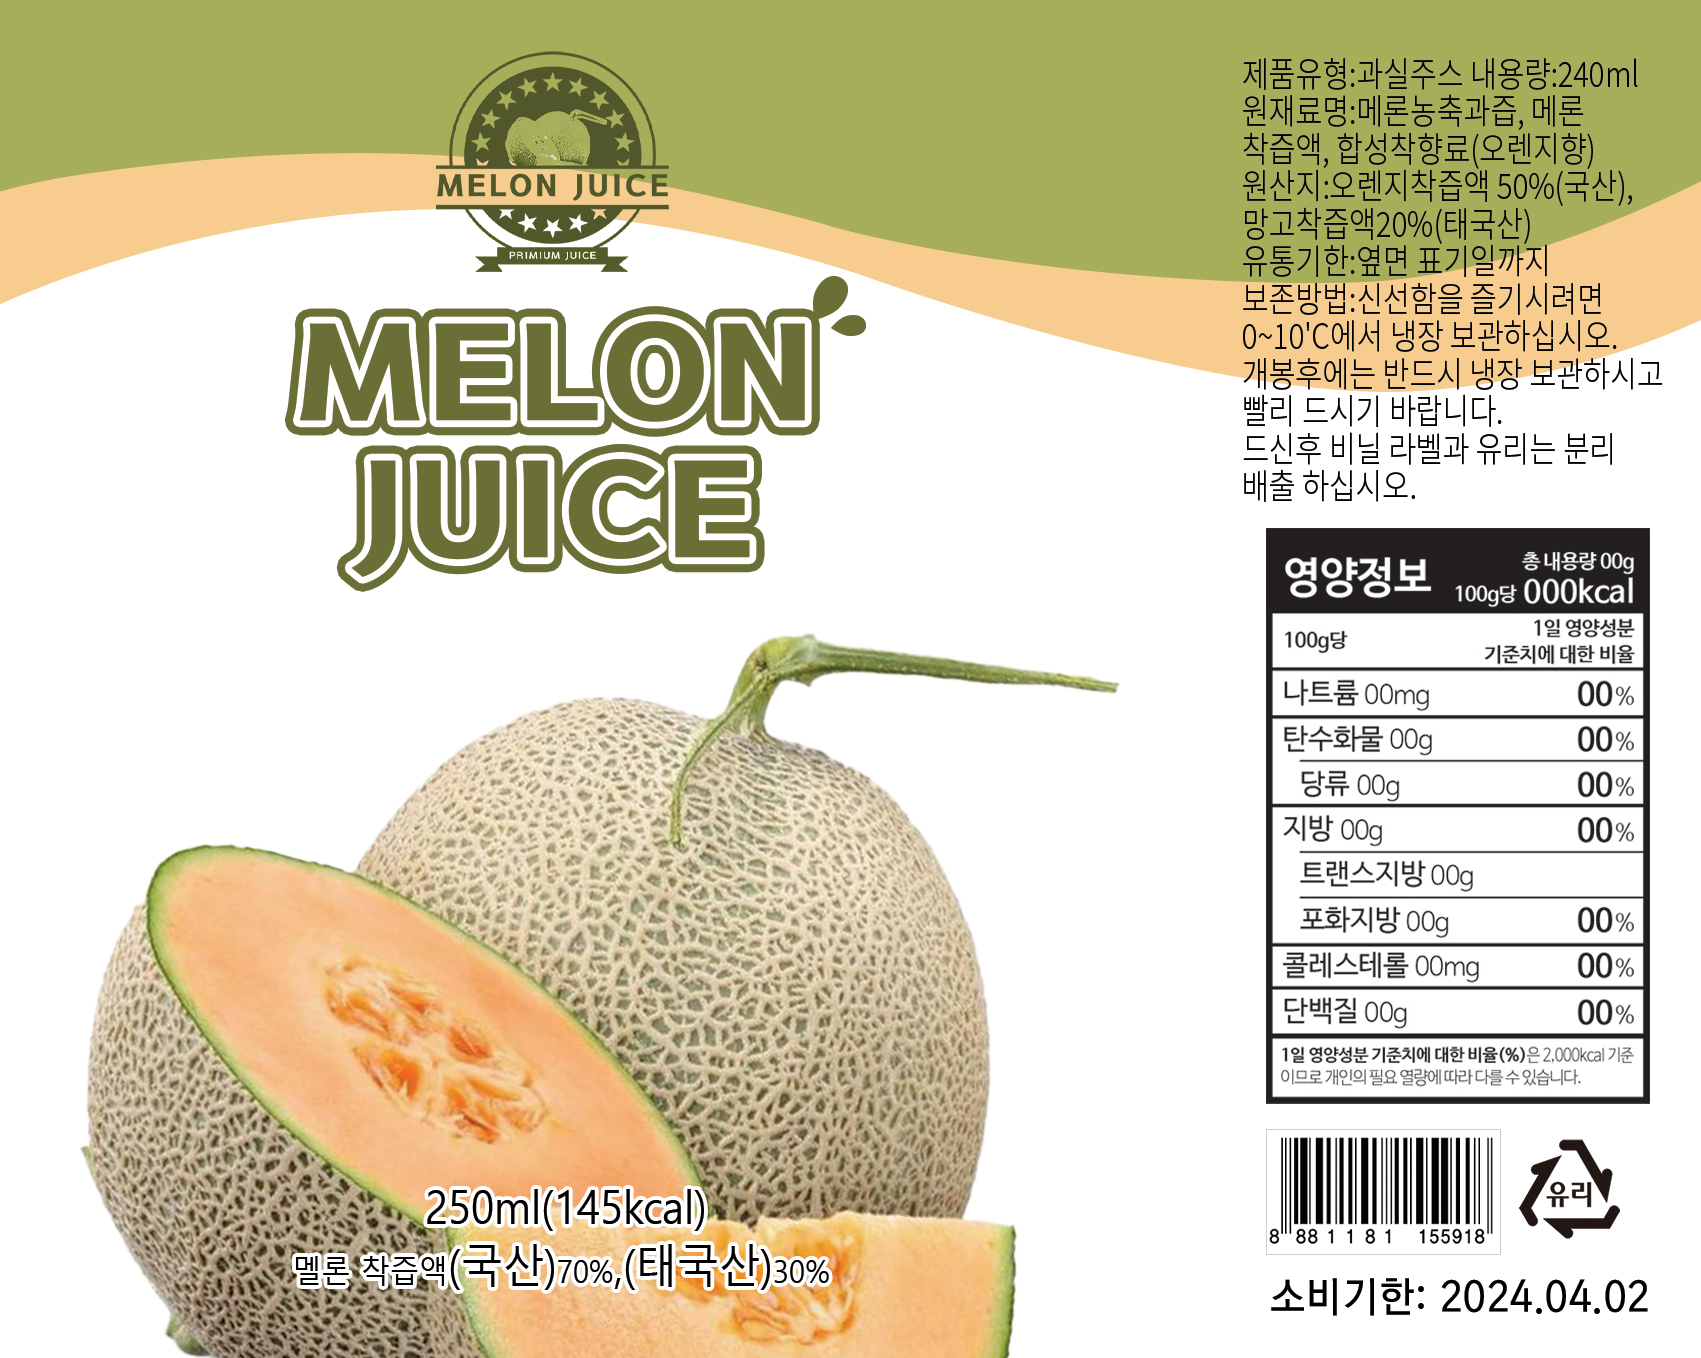 MELON JUICE
PRIMIUM JUICE
MELON
JUICE
250ml(145kcal)
멜론 착즙액(국산)70%,(태국산)30%
제품유형:과실주스 내용량:240ml
원재료명:메론농축과즙, 메론
착즙액, 합성착향료(오렌지향)
원산지:오렌지착즙액 50%(국산),
망고착즙액20%(태국산)
유통기한:옆면 표기일까지
보존방법:신선함을 즐기시려면
0~10'C에서 냉장 보관하십시오.
개봉후에는 반드시 냉장 보관하시고
빨리 드시기 바랍니다.
드신후 비닐 라벨과 유리는 분리
배출 하십시오.
영양정보
총 내용량 00g
100g당 000kcal
100g당
1일 영양성분
기준치에 대한 비율
나트륨 00mg 00%
탄수화물 00g 00%
당류 00g 00%
지방 00g 00%
트랜스지방 00g
포화지방 00g 00%
콜레스테롤 00mg 00%
단백질 00g 00%
1일 영양성분 기준치에 대한 비율(%)은 2,000kcal 기준
이므로 개인의 필요 열량에 따라 다를 수 있습니다.
8 88 1 1 8 1 155918
유리
소비기한: 2024.04.02